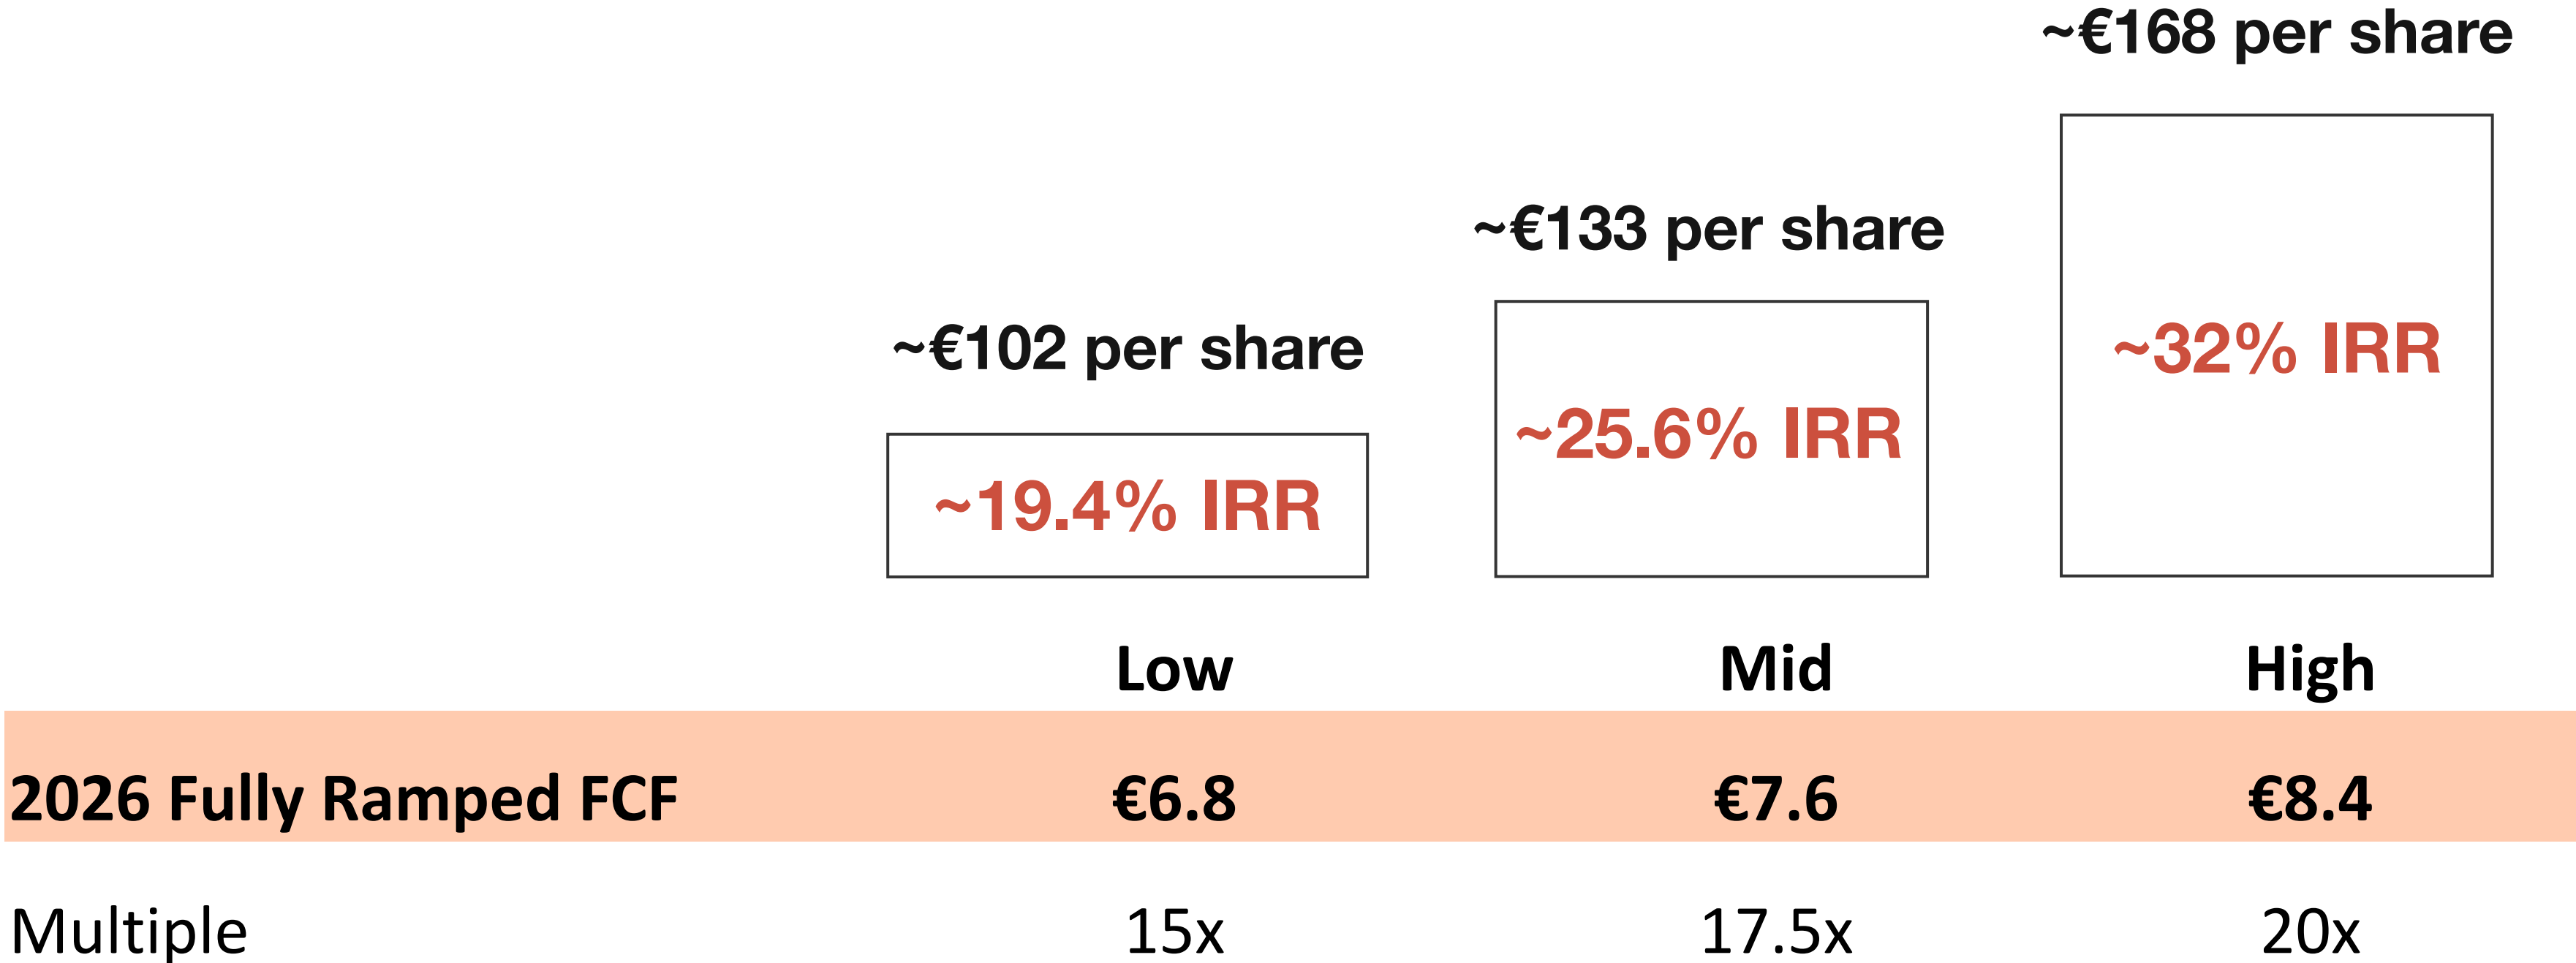 ~€168 per share
~€133 per share
~€102 per share
~32% IRR
~25.6% IRR
~19.4% IRR
Low Mid High
2026 Fully Ramped FCF €6.8 €7.6 €8.4
Multiple 15x 17.5x 20x